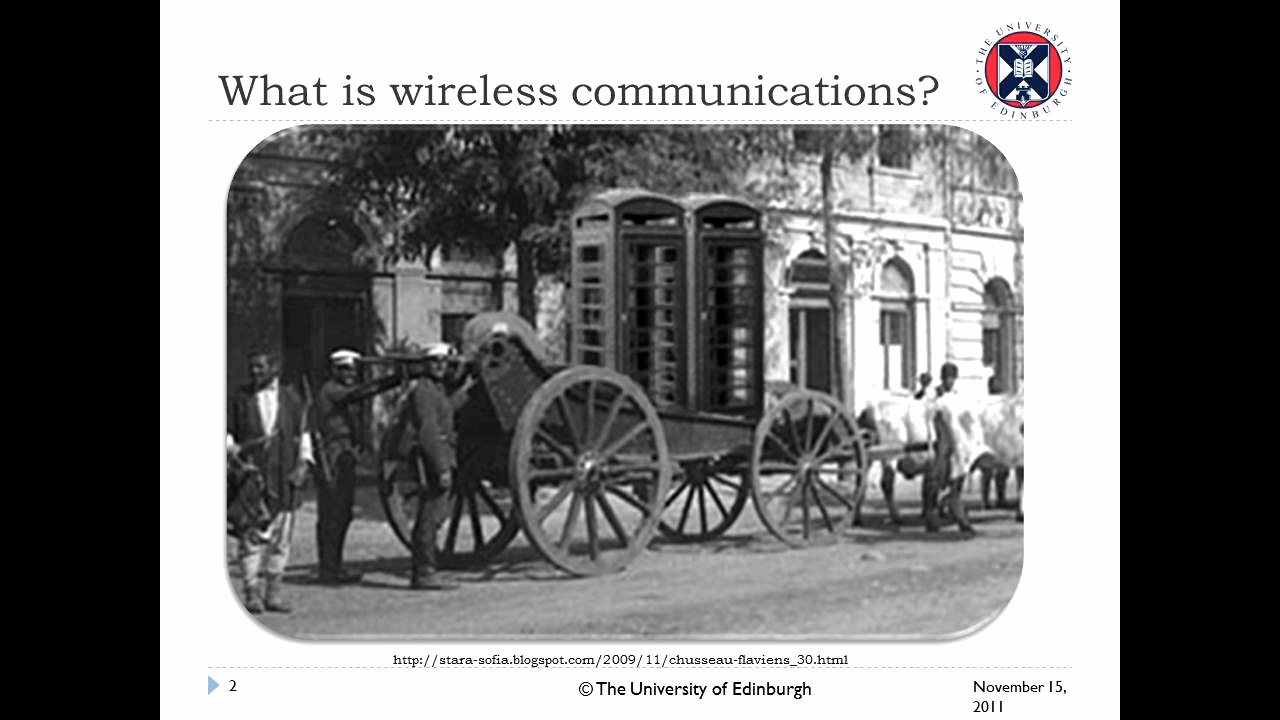 What is wireless communications?
THE UNIVERSITY OF EDINBURGH
http://stara-sofia.blogspot.com/2009/11/chusseau-flaviens_30.html
2
© The University of Edinburgh
November 15,
2011